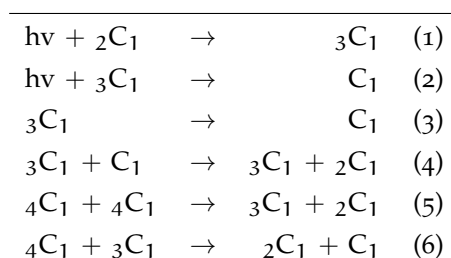 hv + ₂C₁ → ₃C₁ (1)
hv + ₃C₁ → C₁ (2)
₃C₁ → C₁ (3)
₃C₁ + C₁ → ₃C₁ + ₂C₁ (4)
₄C₁ + ₄C₁ → ₃C₁ + ₂C₁ (5)
₄C₁ + ₃C₁ → ₂C₁ + C₁ (6)